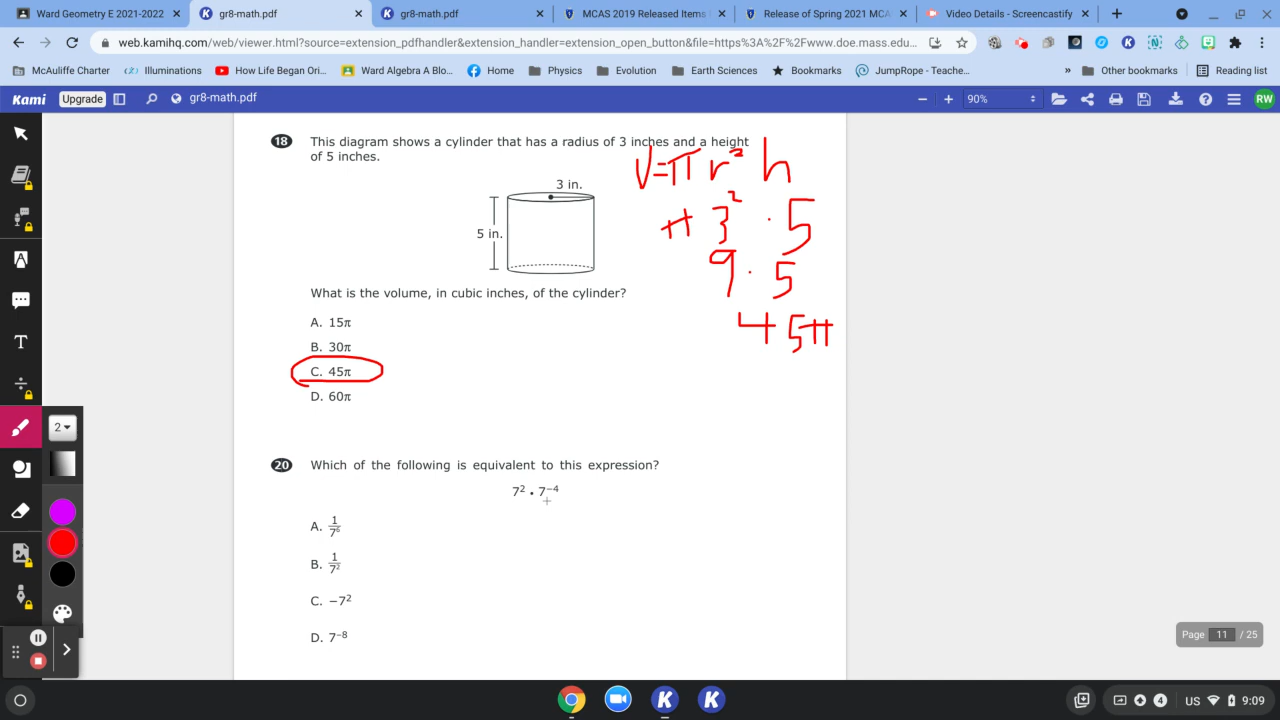 Ward Geometry E 2021-2022
gr8-math.pdf
gr8-math.pdf
MCAS 2019 Released Items
Release of Spring 2021 MCA
Video Details - Screencastify
web.kamihq.com/web/viewer.html?source=extension_pdfhandler&extension_handler=extension_open_button&file=https%3A%2F%2Fwww.doe.mass.edu...
McAuliffe Charter
Illuminations
How Life Began Ori...
Ward Algebra A Blo...
Home
Physics
Evolution
Earth Sciences
Bookmarks
JumpRope - Teache...
»
Other bookmarks
Reading list
Kami
Upgrade
gr8-math.pdf
90%
RW
18 This diagram shows a cylinder that has a radius of 3 inches and a height
of 5 inches.
V=π r² h
3 in.
π 3² · 5
5 in.
9 · 5
What is the volume, in cubic inches, of the cylinder?
45π
A. 15π
B. 30π
C. 45π
D. 60π
2
20 Which of the following is equivalent to this expression?
7² • 7⁻⁴
A. 1/7⁶
B. 1/7²
C. −7²
D. 7⁻⁸
Page 11 / 25
4
US
9:09